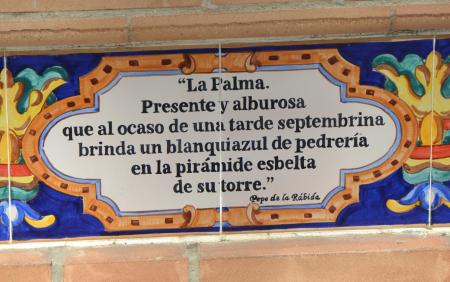 "La Palma.
Presente y alburosa
que al ocaso de una tarde septembrina
brinda un blanquiazul de pedrería
en la pirámide esbelta
de su torre."
Pepe de la Rábida